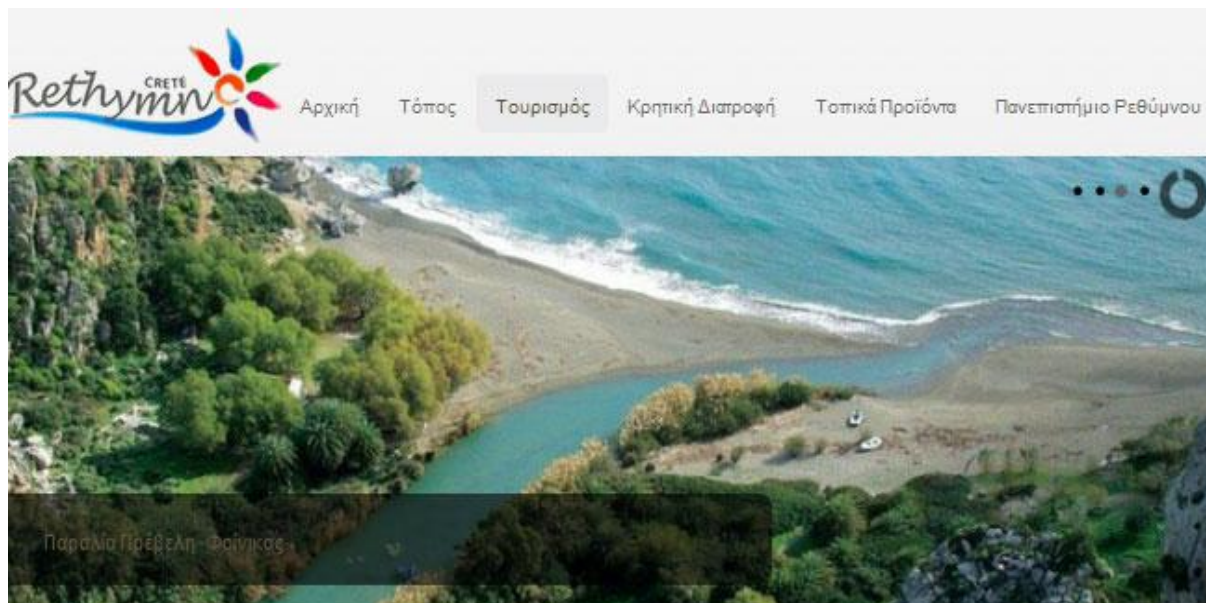 CRETE
Rethymno
Αρχική Τόπος Τουρισμός Κρητική Διατροφή Τοπικά Προϊόντα Πανεπιστήμιο Ρεθύμνου
Παραλία Πρέβελη - Φοίνικας